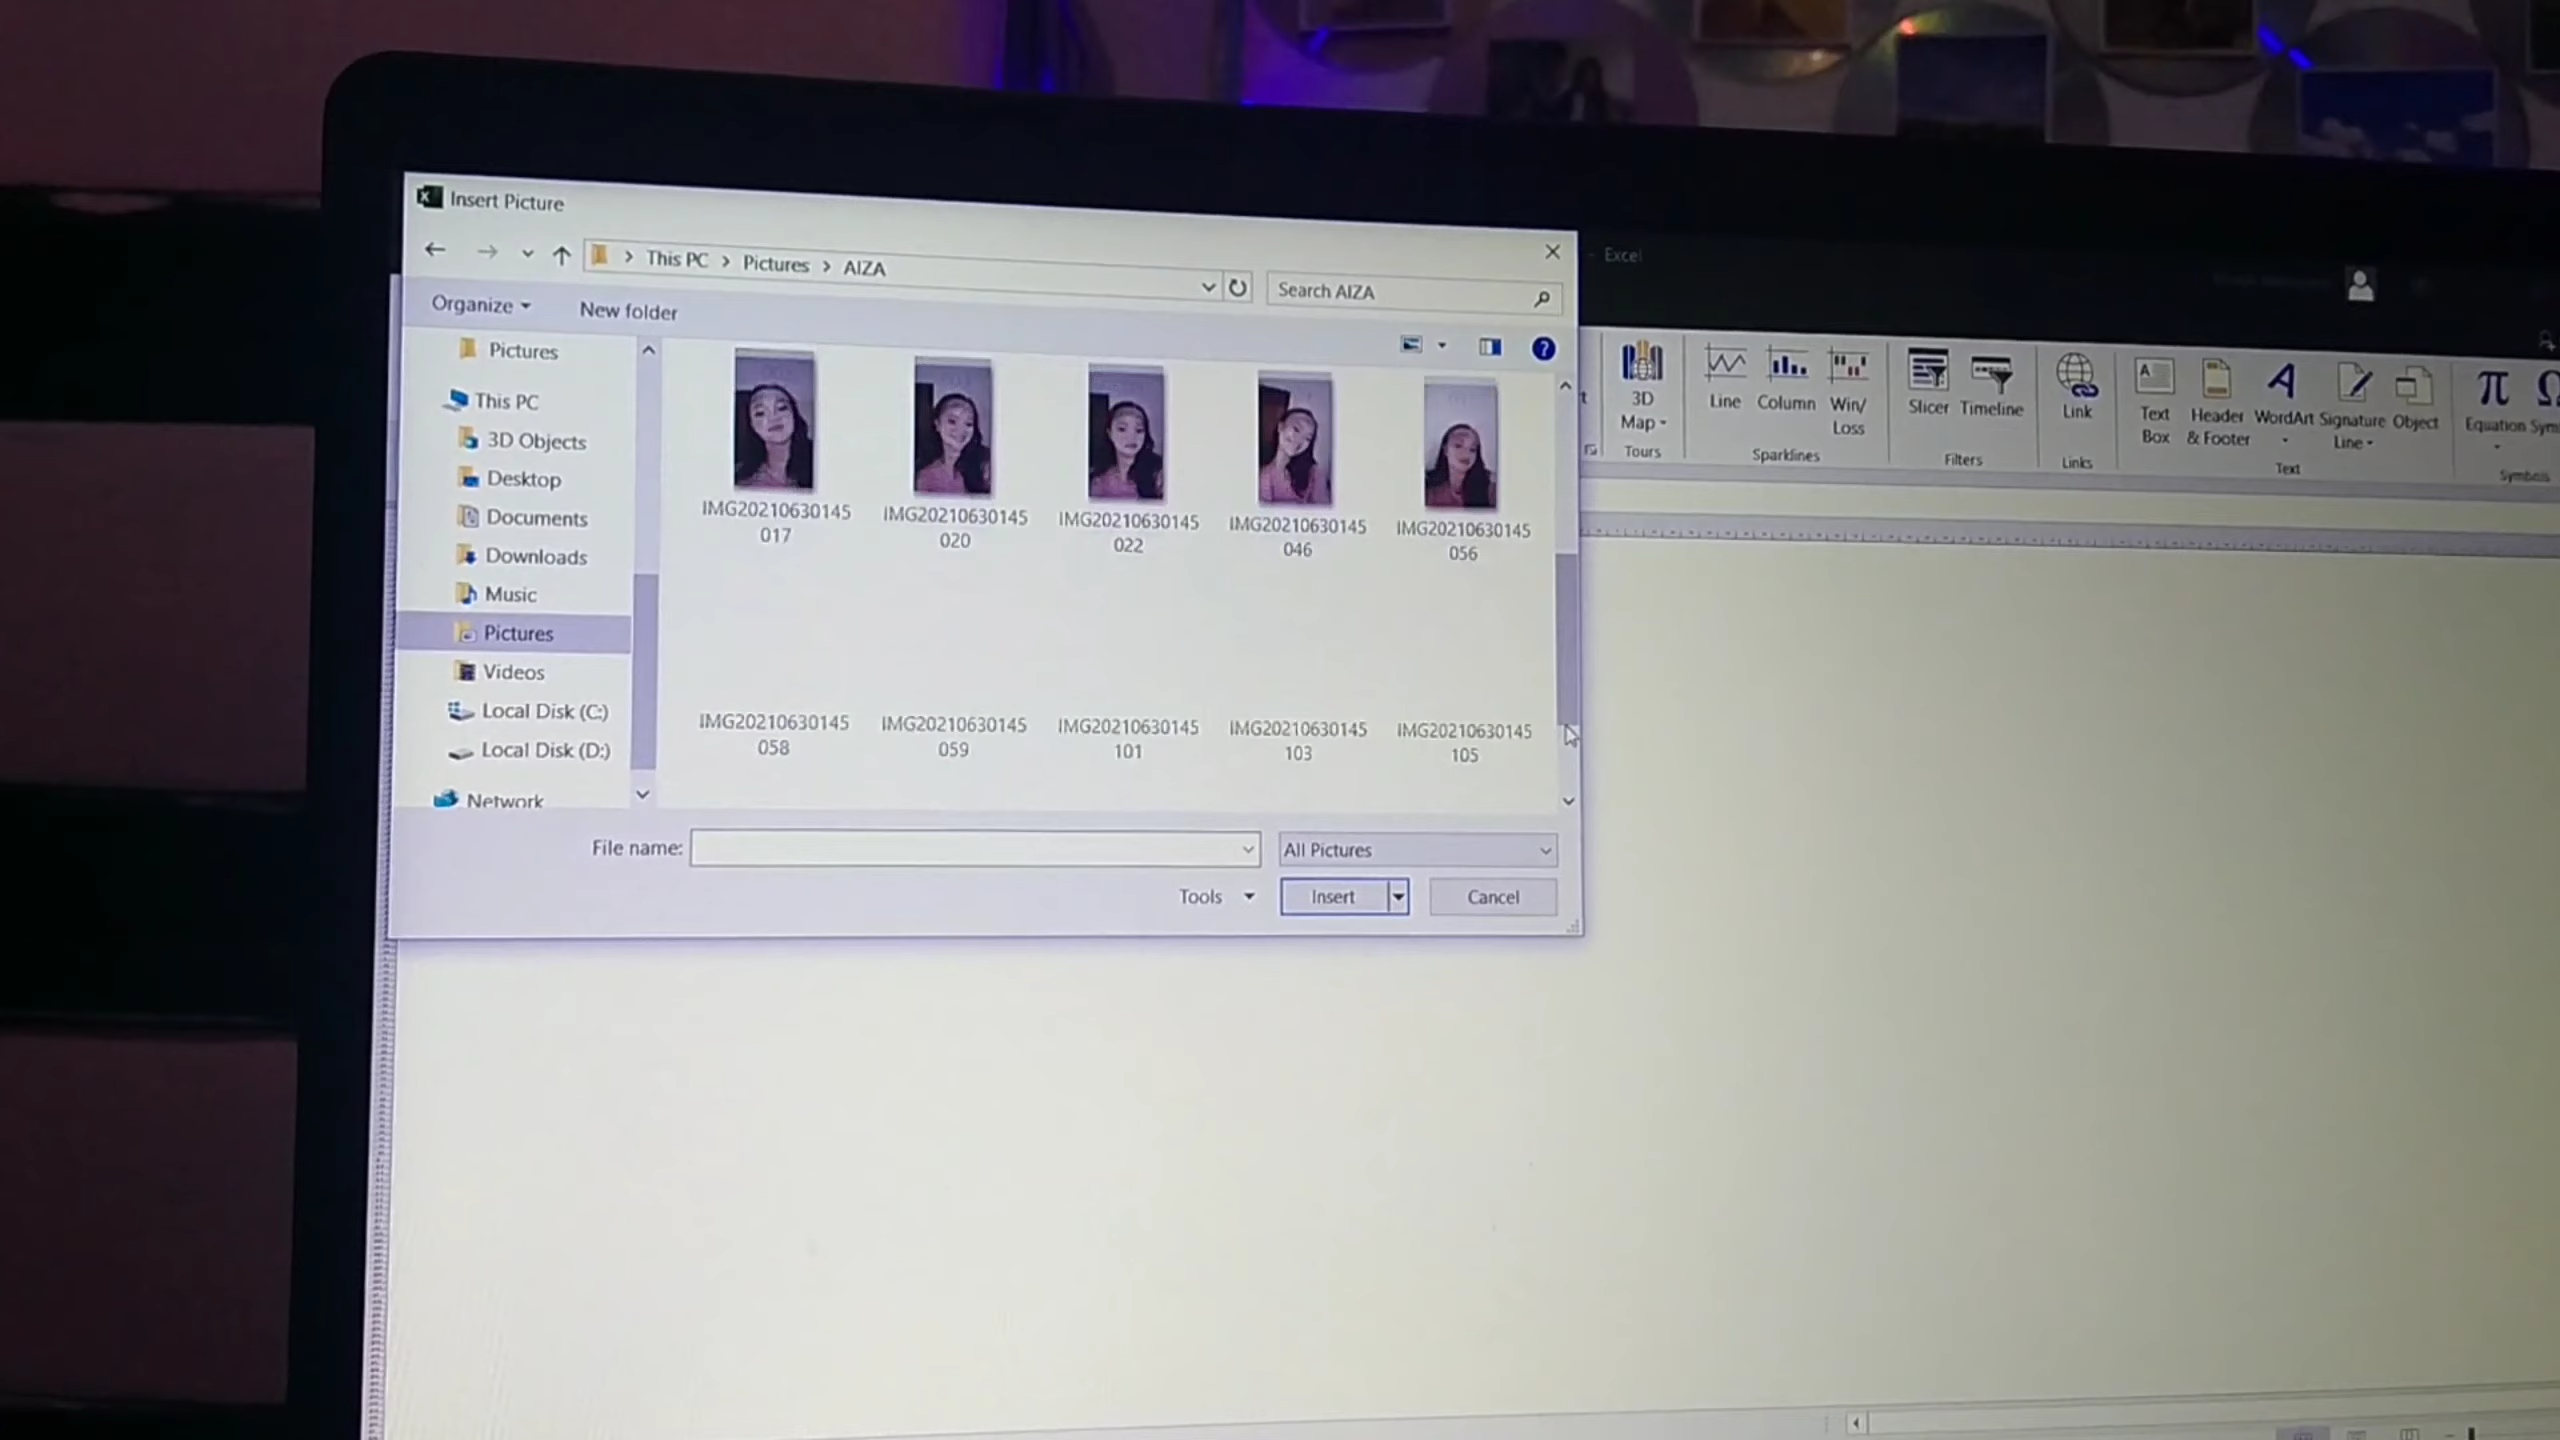 Insert Picture
This PC > Pictures > AIZA
Search AIZA
Excel
Organize
New folder
Pictures
This PC
3D Objects
Desktop
Documents
Downloads
Music
Pictures
Videos
Local Disk (C:)
Local Disk (D:)
Network
IMG20210630145
017
IMG20210630145
020
IMG20210630145
022
IMG20210630145
046
IMG20210630145
056
IMG20210630145
058
IMG20210630145
059
IMG20210630145
101
IMG20210630145
103
IMG20210630145
105
File name:
All Pictures
Tools
Insert
Cancel
3D
Map
Tours
Line
Column
Win/
Loss
Sparklines
Slicer
Timeline
Filters
Link
Links
Text
Box
Header
& Footer
WordArt
Signature
Line
Object
Text
Equation
Symbols